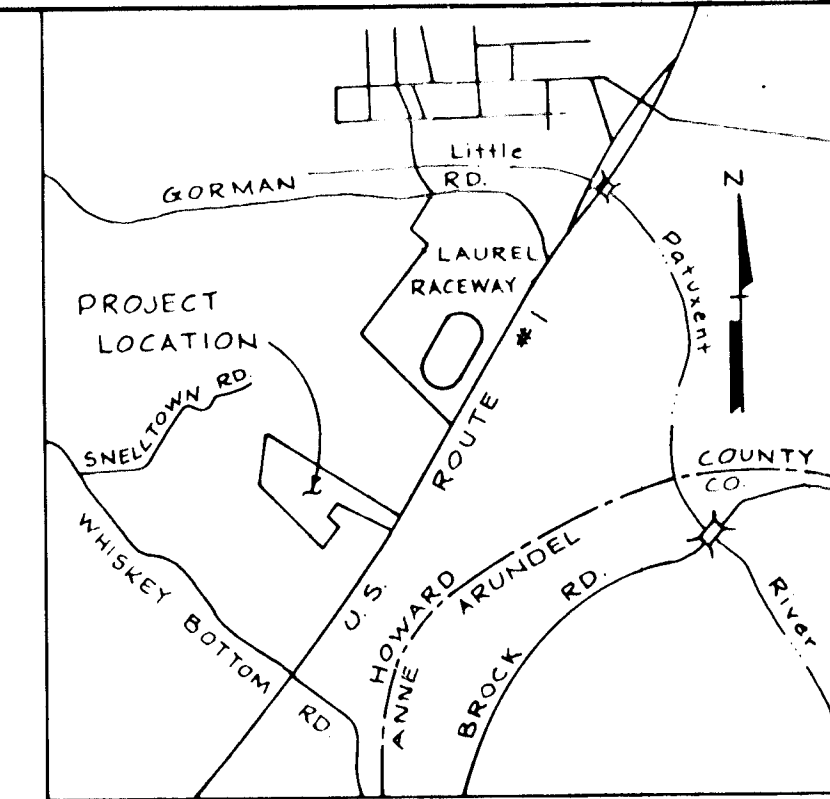 Little
GORMAN RD.
N
LAUREL
RACEWAY
Patuxent
PROJECT
LOCATION
# 1
SNELLTOWN RD.
ROUTE
COUNTY
CO.
WHISKEY BOTTOM RD.
U.S.
HOWARD
ANNE ARUNDEL
BROCK RD.
River